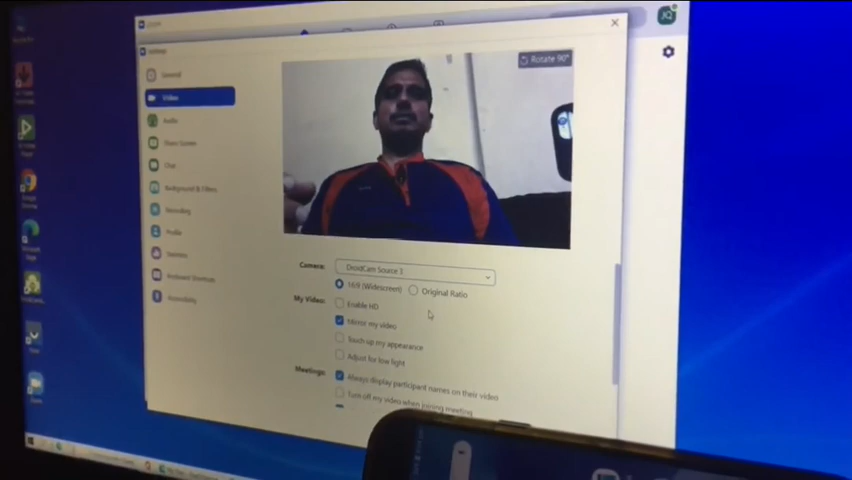 JQ
Rotate 90°
General
Video
Audio
Share Screen
Chat
Background & Filters
Recording
Profile
Statistics
Keyboard Shortcuts
Accessibility
Camera:
DroidCam Source 3
16:9 (Widescreen)
Original Ratio
My Video:
Enable HD
Mirror my video
Touch up my appearance
Adjust for low light
Meetings:
Always display participant names on their video
Turn off my video when joining meeting